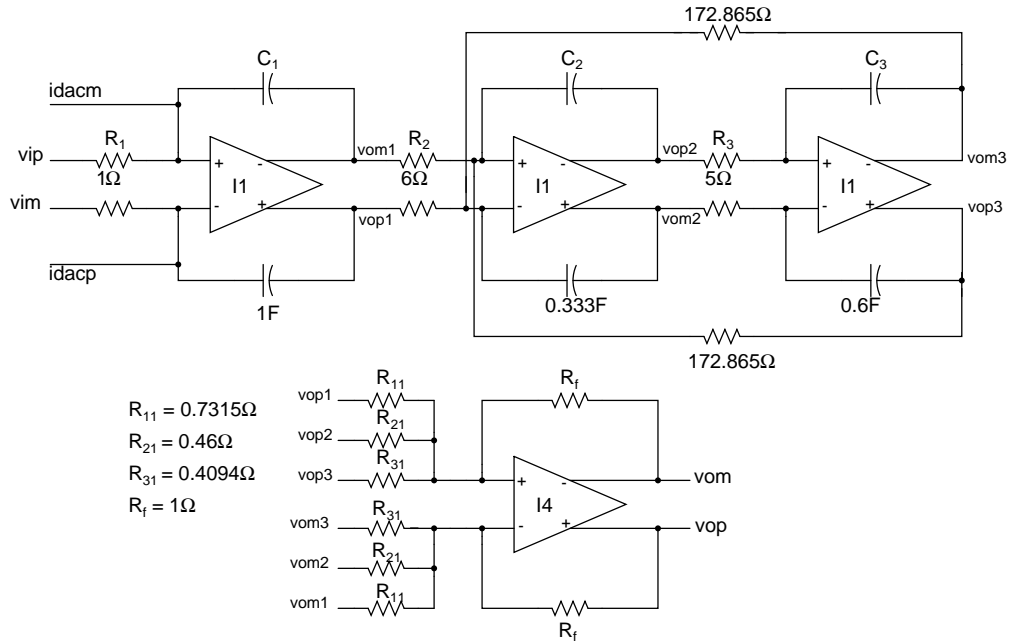 172.865Ω
C1
C2
C3
idacm
vip
R1
1Ω
+
-
I1
-
+
vom1
R2
6Ω
+
-
I1
-
+
vop2
R3
5Ω
+
-
I1
-
+
vom3
vim
vop1
vom2
vop3
idacp
1F
0.333F
0.6F
172.865Ω
R11 = 0.7315Ω
R21 = 0.46Ω
R31 = 0.4094Ω
Rf = 1Ω
vop1
R11
vop2
R21
vop3
R31
Rf
+
-
I4
-
+
vom
vop
vom3
R31
vom2
R21
vom1
R11
Rf